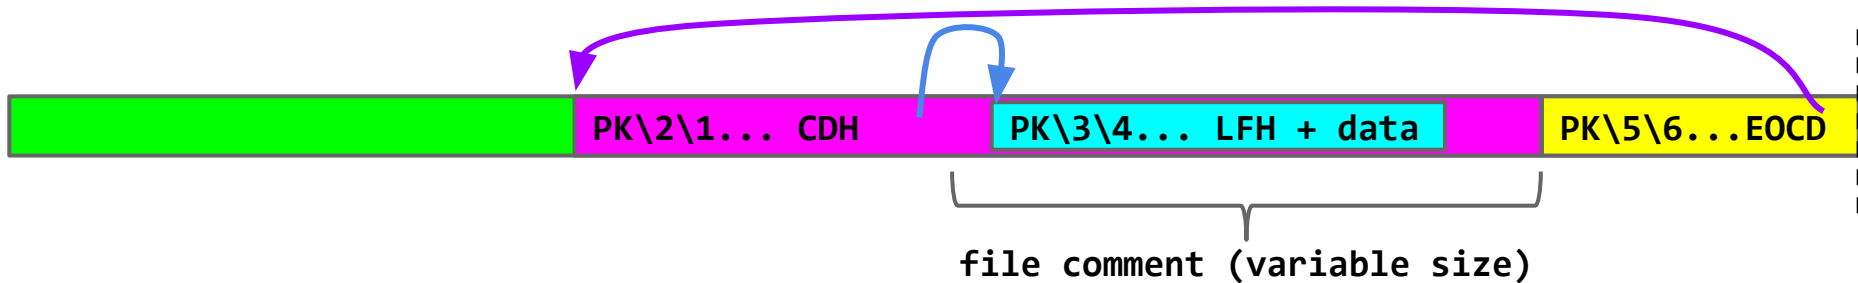 PK\2\1... CDH
PK\3\4... LFH + data
PK\5\6...EOCD
file comment (variable size)